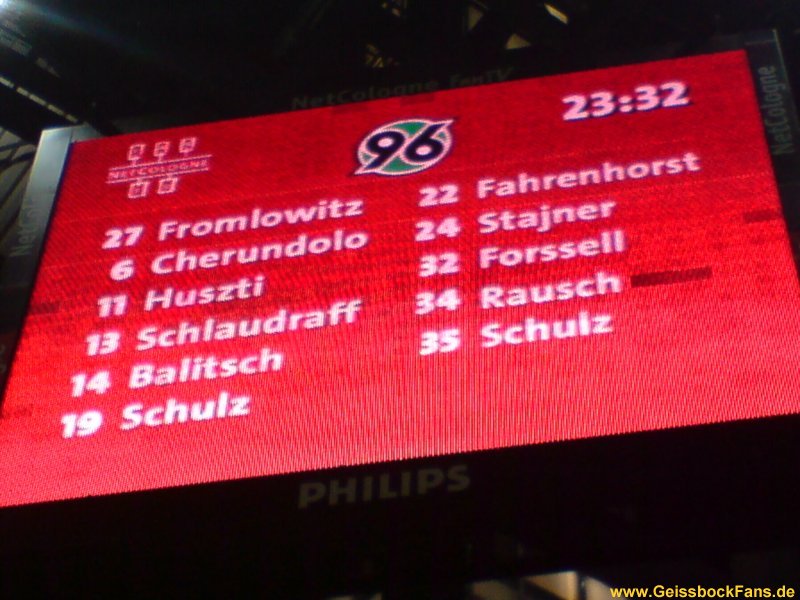 NetCologne FanTV
NetCologne
NETCOLOGNE
96
23:32
27 Fromlowitz
6 Cherundolo
11 Huszti
13 Schlaudraff
14 Balitsch
19 Schulz
22 Fahrenhorst
24 Stajner
32 Forssell
34 Rausch
35 Schulz
PHILIPS
www.GeissbockFans.de